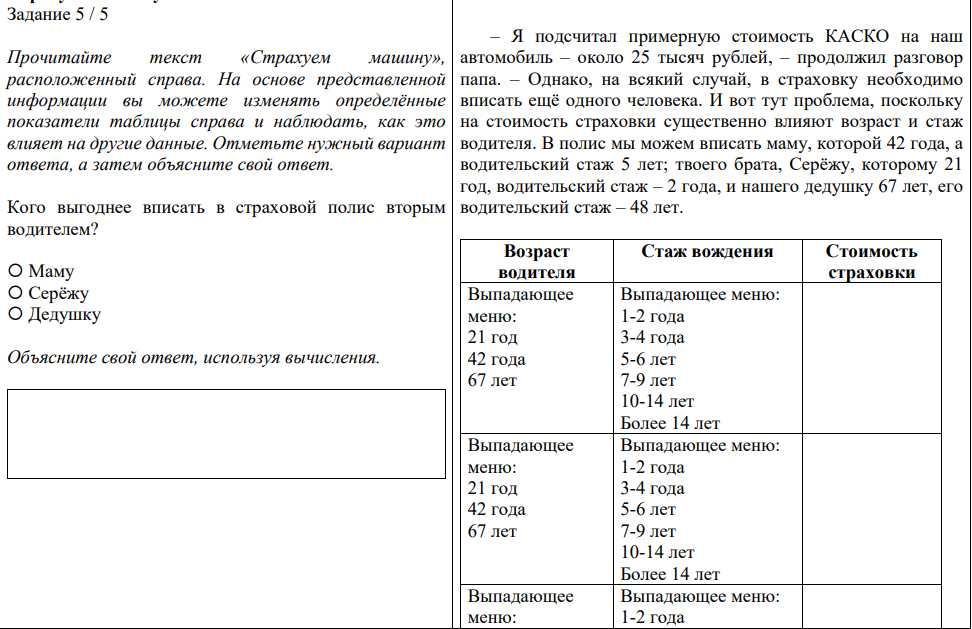 Задание 5 / 5
Прочитайте текст «Страхуем машину»,
расположенный справа. На основе представленной
информации вы можете изменять определённые
показатели таблицы справа и наблюдать, как это
влияет на другие данные. Отметьте нужный вариант
ответа, а затем объясните свой ответ.
Кого выгоднее вписать в страховой полис вторым
водителем?
Маму
Серёжу
Дедушку
Объясните свой ответ, используя вычисления.
– Я подсчитал примерную стоимость КАСКО на наш
автомобиль – около 25 тысяч рублей, – продолжил разговор
папа. – Однако, на всякий случай, в страховку необходимо
вписать ещё одного человека. И вот тут проблема, поскольку
на стоимость страховки существенно влияют возраст и стаж
водителя. В полис мы можем вписать маму, которой 42 года, а
водительский стаж 5 лет; твоего брата, Серёжу, которому 21
год, водительский стаж – 2 года, и нашего дедушку 67 лет, его
водительский стаж – 48 лет.
Возраст
водителя
Стаж вождения
Стоимость
страховки
Выпадающее
меню:
21 год
42 года
67 лет
Выпадающее меню:
1-2 года
3-4 года
5-6 лет
7-9 лет
10-14 лет
Более 14 лет
Выпадающее
меню:
21 год
42 года
67 лет
Выпадающее меню:
1-2 года
3-4 года
5-6 лет
7-9 лет
10-14 лет
Более 14 лет
Выпадающее
меню:
Выпадающее меню:
1-2 года